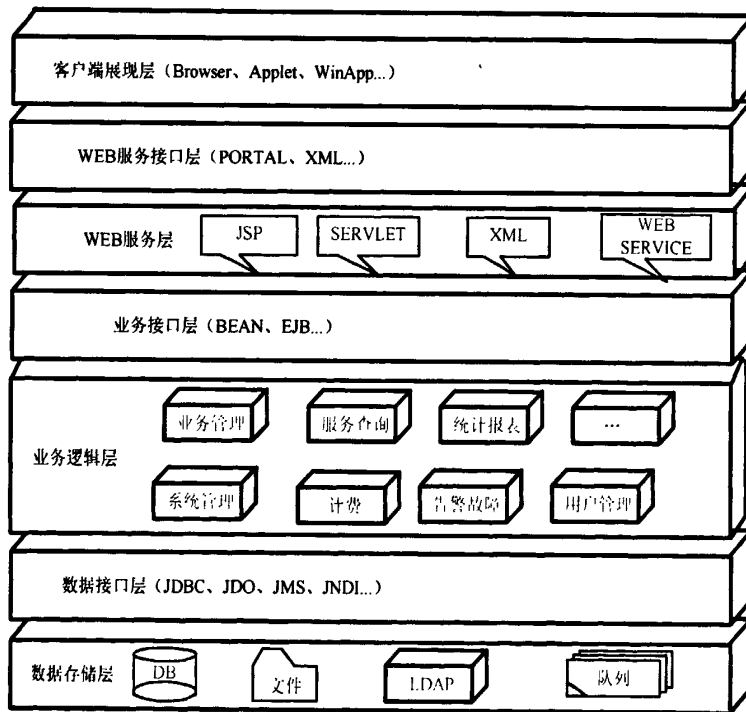 客户端展现层（Browser、Applet、WinApp...）
WEB服务接口层（PORTAL、XML...）
WEB服务层
JSP
SERVLET
XML
WEB
SERVICE
业务接口层（BEAN、EJB...）
业务逻辑层
业务管理
服务查询
统计报表
...
系统管理
计费
告警故障
用户管理
数据接口层（JDBC、JDO、JMS、JNDI...）
数据存储层
DB
文件
LDAP
队列